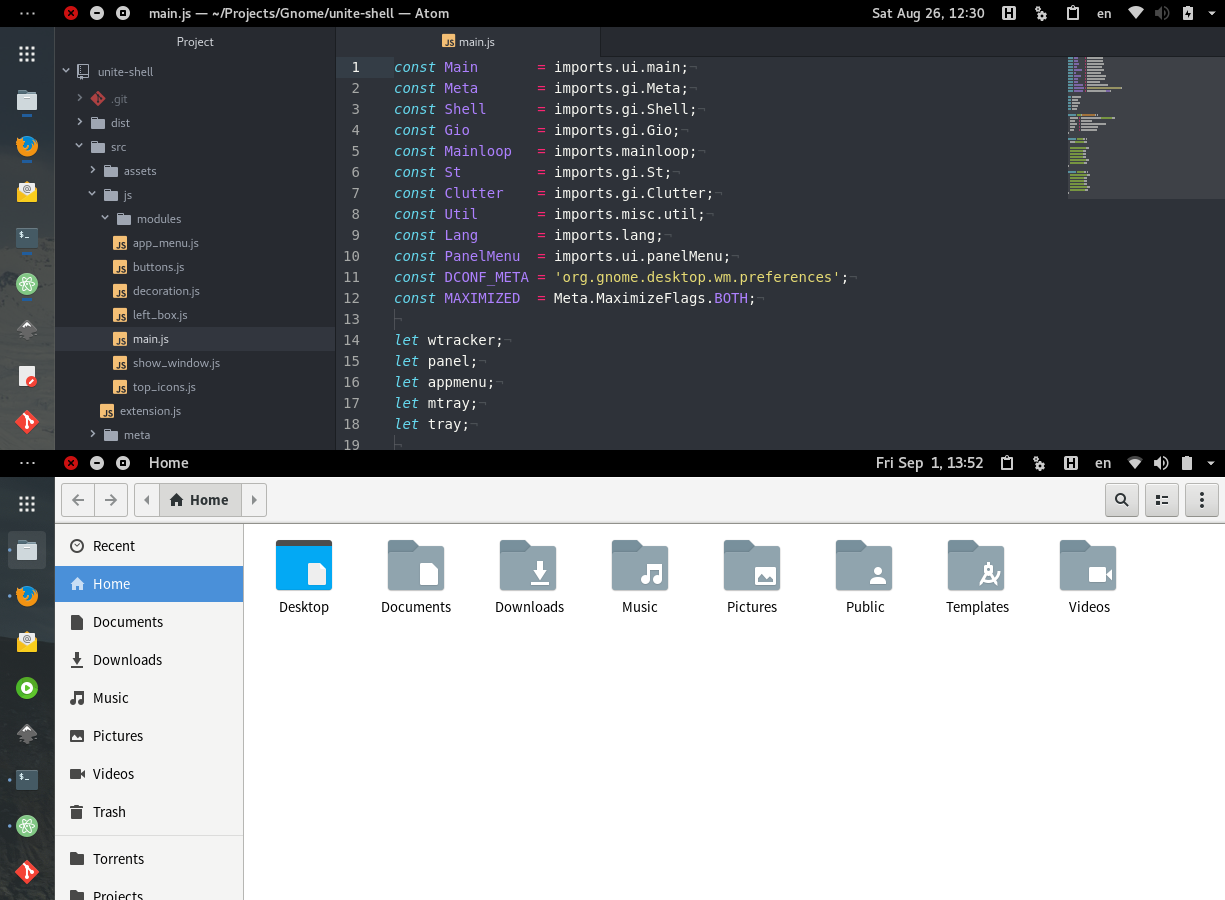 main.js — ~/Projects/Gnome/unite-shell — Atom
Sat Aug 26, 12:30
H
en
Project
unite-shell
.git
dist
src
assets
js
modules
app_menu.js
buttons.js
decoration.js
left_box.js
main.js
show_window.js
top_icons.js
extension.js
meta
main.js
1 const Main = imports.ui.main;¬
2 const Meta = imports.gi.Meta;¬
3 const Shell = imports.gi.Shell;¬
4 const Gio = imports.gi.Gio;¬
5 const Mainloop = imports.mainloop;¬
6 const St = imports.gi.St;¬
7 const Clutter = imports.gi.Clutter;¬
8 const Util = imports.misc.util;¬
9 const Lang = imports.lang;¬
10 const PanelMenu = imports.ui.panelMenu;¬
11 const DCONF_META = 'org.gnome.desktop.wm.preferences';¬
12 const MAXIMIZED = Meta.MaximizeFlags.BOTH;¬
13 ¬
14 let wtracker;¬
15 let panel;¬
16 let appmenu;¬
17 let mtray;¬
18 let tray;¬
19 ¬
Home
Fri Sep 1, 13:52
H
en
Home
Recent
Home
Documents
Downloads
Music
Pictures
Videos
Trash
Torrents
Projects
Desktop
Documents
Downloads
Music
Pictures
Public
Templates
Videos